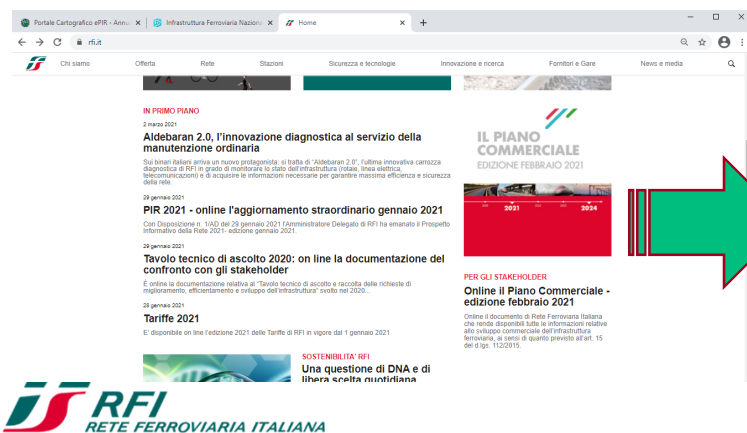 Portale Cartografico ePIR - Annu
Infrastruttura Ferroviaria Naziona
Home
rfi.it
Chi siamo
Offerta
Rete
Stazioni
Sicurezza e tecnologie
Innovazione e ricerca
Fornitori e Gare
News e media
IN PRIMO PIANO
2 marzo 2021
Aldebaran 2.0, l'innovazione diagnostica al servizio della
manutenzione ordinaria
Sui binari italiani arriva un nuovo protagonista: si tratta di "Aldebaran 2.0", l'ultima innovativa carrozza
diagnostica di RFI in grado di monitorare lo stato dell'infrastruttura (rotaie, linea elettrica,
telecomunicazioni) e di acquisire le informazioni necessarie per garantire massima efficienza e sicurezza
della rete.
29 gennaio 2021
PIR 2021 - online l'aggiornamento straordinario gennaio 2021
Con Disposizione n. 1/AD del 29 gennaio 2021 l'Amministratore Delegato di RFI ha emanato il Prospetto
Informativo della Rete 2021- edizione gennaio 2021.
29 gennaio 2021
Tavolo tecnico di ascolto 2020: on line la documentazione del
confronto con gli stakeholder
È online la documentazione relativa al "Tavolo tecnico di ascolto e raccolta delle richieste di
miglioramento, efficientamento e sviluppo dell'infrastruttura" svolto nel 2020...
28 gennaio 2021
Tariffe 2021
E' disponibile on line l'edizione 2021 delle Tariffe di RFI in vigore dal 1 gennaio 2021
IL PIANO
COMMERCIALE
EDIZIONE FEBBRAIO 2021
2021
2024
PER GLI STAKEHOLDER
Online il Piano Commerciale -
edizione febbraio 2021
Online il documento di Rete Ferroviaria Italiana
che rende disponibili tutte le informazioni relative
allo sviluppo commerciale dell'infrastruttura
ferroviaria, ai sensi di quanto previsto all'art. 15
del d.lgs. 112/2015.
SOSTENIBILITA' RFI
Una questione di DNA e di
libera scelta quotidiana
RFI
RETE FERROVIARIA ITALIANA